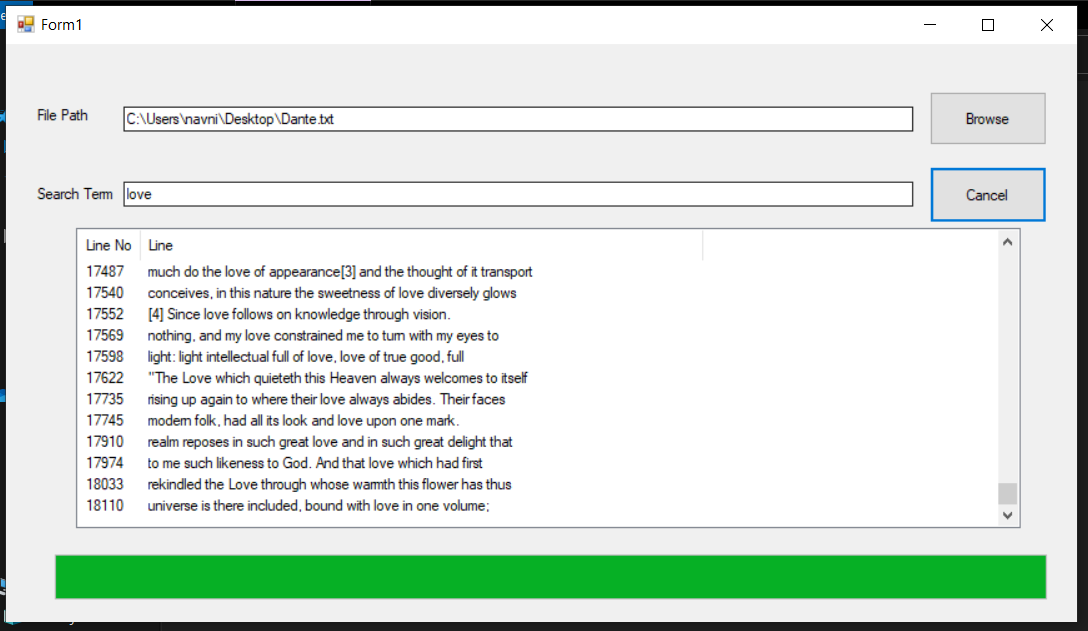 Form1
File Path
C:\Users\navni\Desktop\Dante.txt
Browse
Search Term
love
Cancel
Line No Line
17487 much do the love of appearance[3] and the thought of it transport
17540 conceives, in this nature the sweetness of love diversely glows
17552 [4] Since love follows on knowledge through vision.
17569 nothing, and my love constrained me to turn with my eyes to
17598 light: light intellectual full of love, love of true good, full
17622 "The Love which quieteth this Heaven always welcomes to itself
17735 rising up again to where their love always abides. Their faces
17745 modern folk, had all its look and love upon one mark.
17910 realm reposes in such great love and in such great delight that
17974 to me such likeness to God. And that love which had first
18033 rekindled the Love through whose warmth this flower has thus
18110 universe is there included, bound with love in one volume;